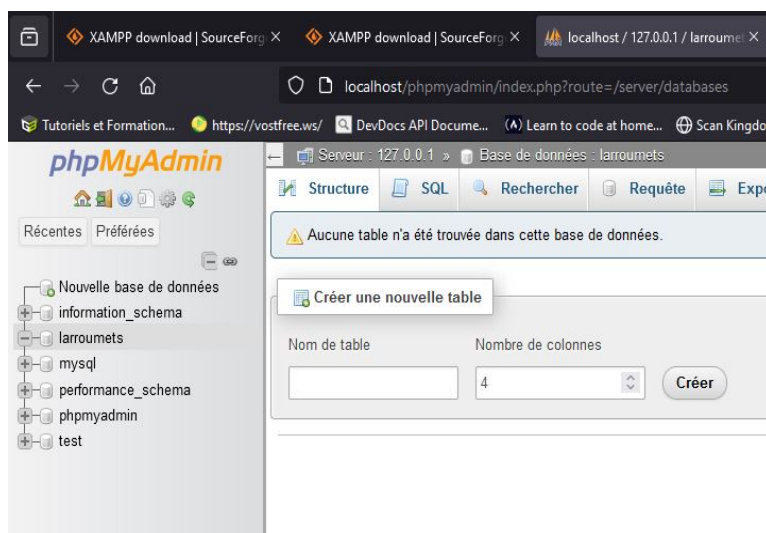 XAMPP download | SourceForg
XAMPP download | SourceForg
localhost / 127.0.0.1 / larroumet
localhost/phpmyadmin/index.php?route=/server/databases
Tutoriels et Formation...
https://vostfree.ws/
DevDocs API Docume...
Learn to code at home...
Scan Kingdo
phpMyAdmin
Récentes
Préférées
Nouvelle base de données
information_schema
larroumets
mysql
performance_schema
phpmyadmin
test
Serveur : 127.0.0.1 » Base de données : larroumets
Structure
SQL
Rechercher
Requête
Expo
Aucune table n'a été trouvée dans cette base de données.
Créer une nouvelle table
Nom de table
Nombre de colonnes
4
Créer